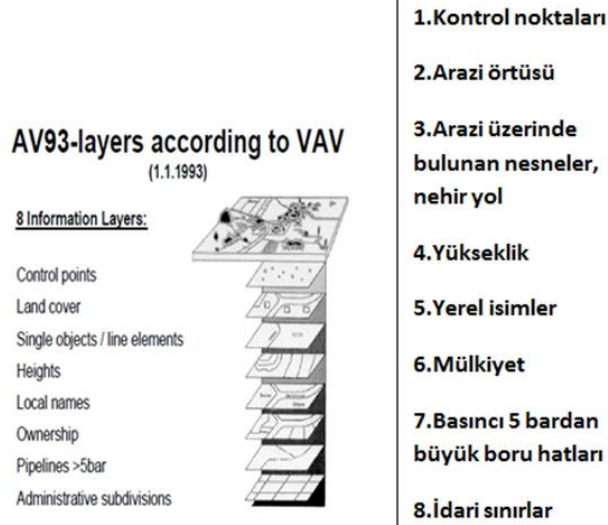 AV93-layers according to VAV
(1.1.1993)
8 Information Layers:
Control points
Land cover
Single objects / line elements
Heights
Local names
Ownership
Pipelines >5bar
Administrative subdivisions
1.Kontrol noktaları
2.Arazi örtüsü
3.Arazi üzerinde
bulunan nesneler,
nehir yol
4.Yükseklik
5.Yerel isimler
6.Mülkiyet
7.Basıncı 5 bardan
büyük boru hatları
8.İdari sınırlar